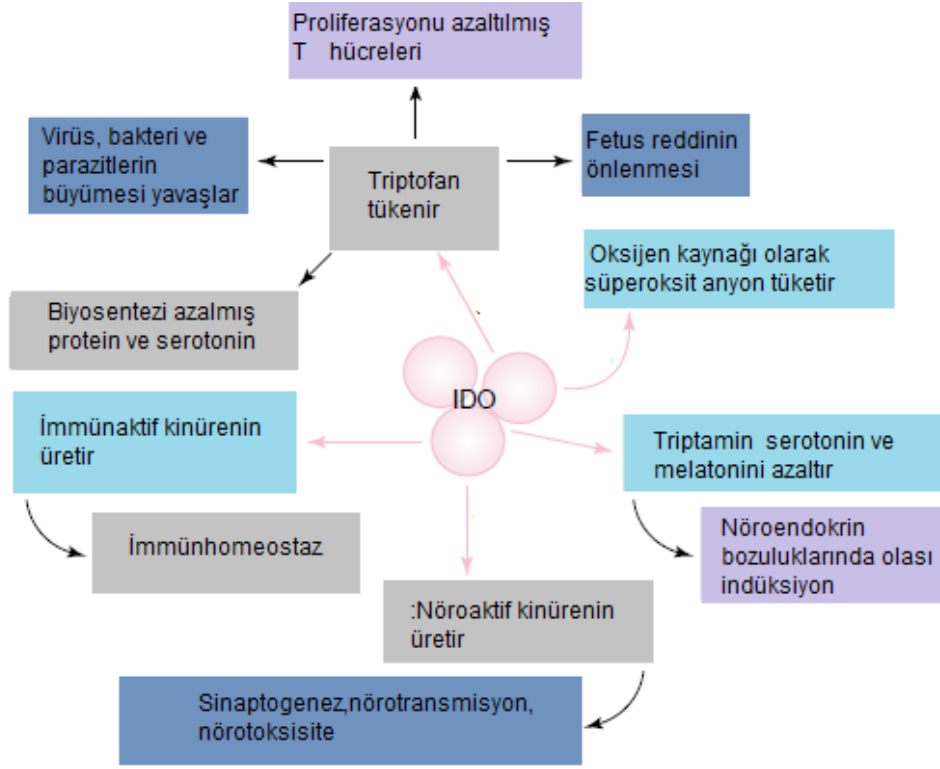 Proliferasyonu azaltılmış
T hücreleri
Virüs, bakteri ve
parazitlerin
büyümesi yavaşlar
Fetus reddinin
önlenmesi
Triptofan
tükenir
Oksijen kaynağı olarak
süperoksit anyon tüketir
Biyosentezi azalmış
protein ve serotonin
IDO
İmmünaktif kinürenin
üretir
Triptamin serotonin ve
melatonini azaltır
İmmünhomeostaz
Nöroendokrin
bozuluklarında olası
indüksiyon
:Nöroaktif kinürenin
üretir
Sinaptogenez,nörotransmisyon,
nörotoksisite